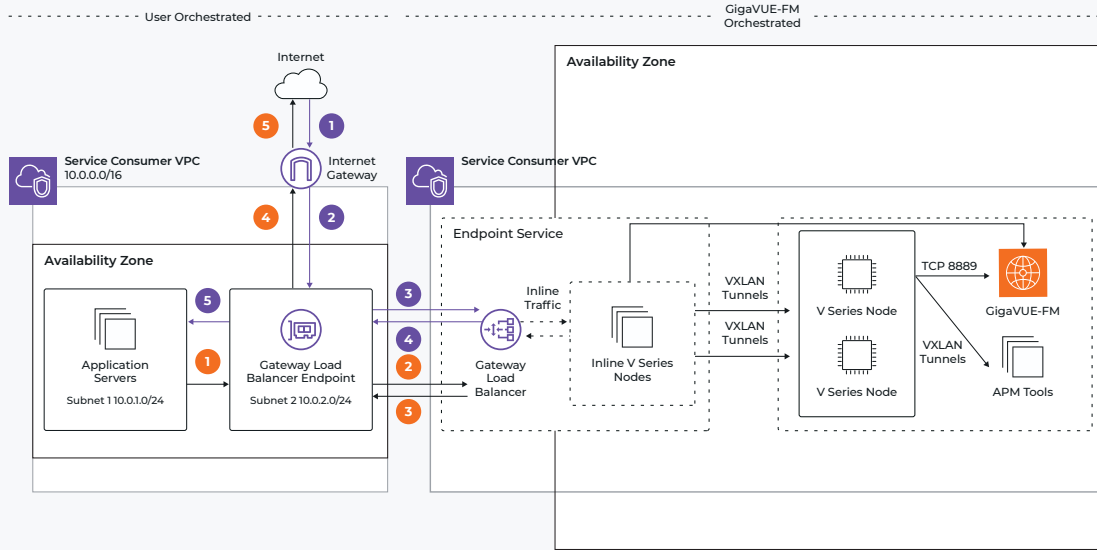 User Orchestrated
GigaVUE-FM
Orchestrated
Internet
5
1
Service Consumer VPC
10.0.0.0/16
Internet
Gateway
4
2
Availability Zone
Application
Servers
Subnet 1 10.0.1.0/24
5
1
Gateway Load
Balancer Endpoint
Subnet 2 10.0.2.0/24
3
4
2
3
Service Consumer VPC
Availability Zone
Endpoint Service
Gateway
Load
Balancer
Inline
Traffic
Inline V Series
Nodes
VXLAN
Tunnels
VXLAN
Tunnels
V Series Node
V Series Node
TCP 8889
GigaVUE-FM
VXLAN
Tunnels
APM Tools